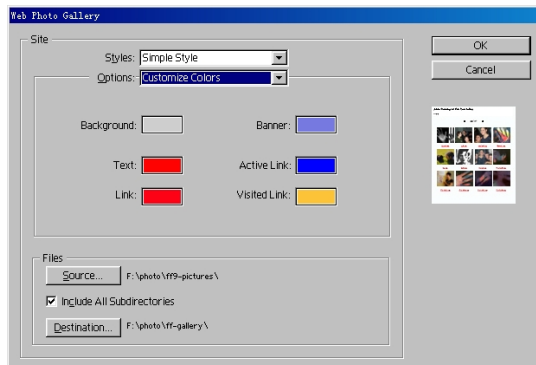 Web Photo Gallery
Site
Styles: Simple Style
Options: Customize Colors
OK
Cancel
Background:
Banner:
Text:
Active Link:
Link:
Visited Link:
Files
Source... F:\photo\ff9-pictures\
Include All Subdirectories
Destination... F:\photo\ff-gallery\